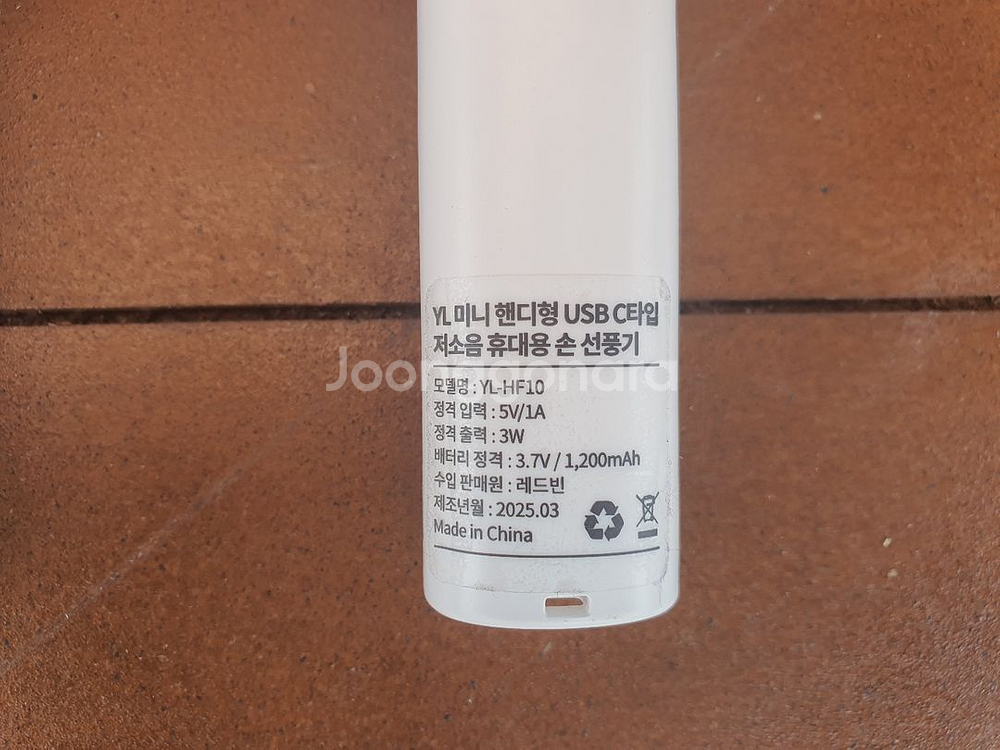 YL 미니 핸디형 USB C타입
저소음 휴대용 손 선풍기
Joonggonara
모델명 : YL-HF10
정격 입력 : 5V/1A
정격 출력 : 3W
배터리 정격 : 3.7V / 1,200mAh
수입 판매원 : 레드빈
제조년월 : 2025.03
Made in China